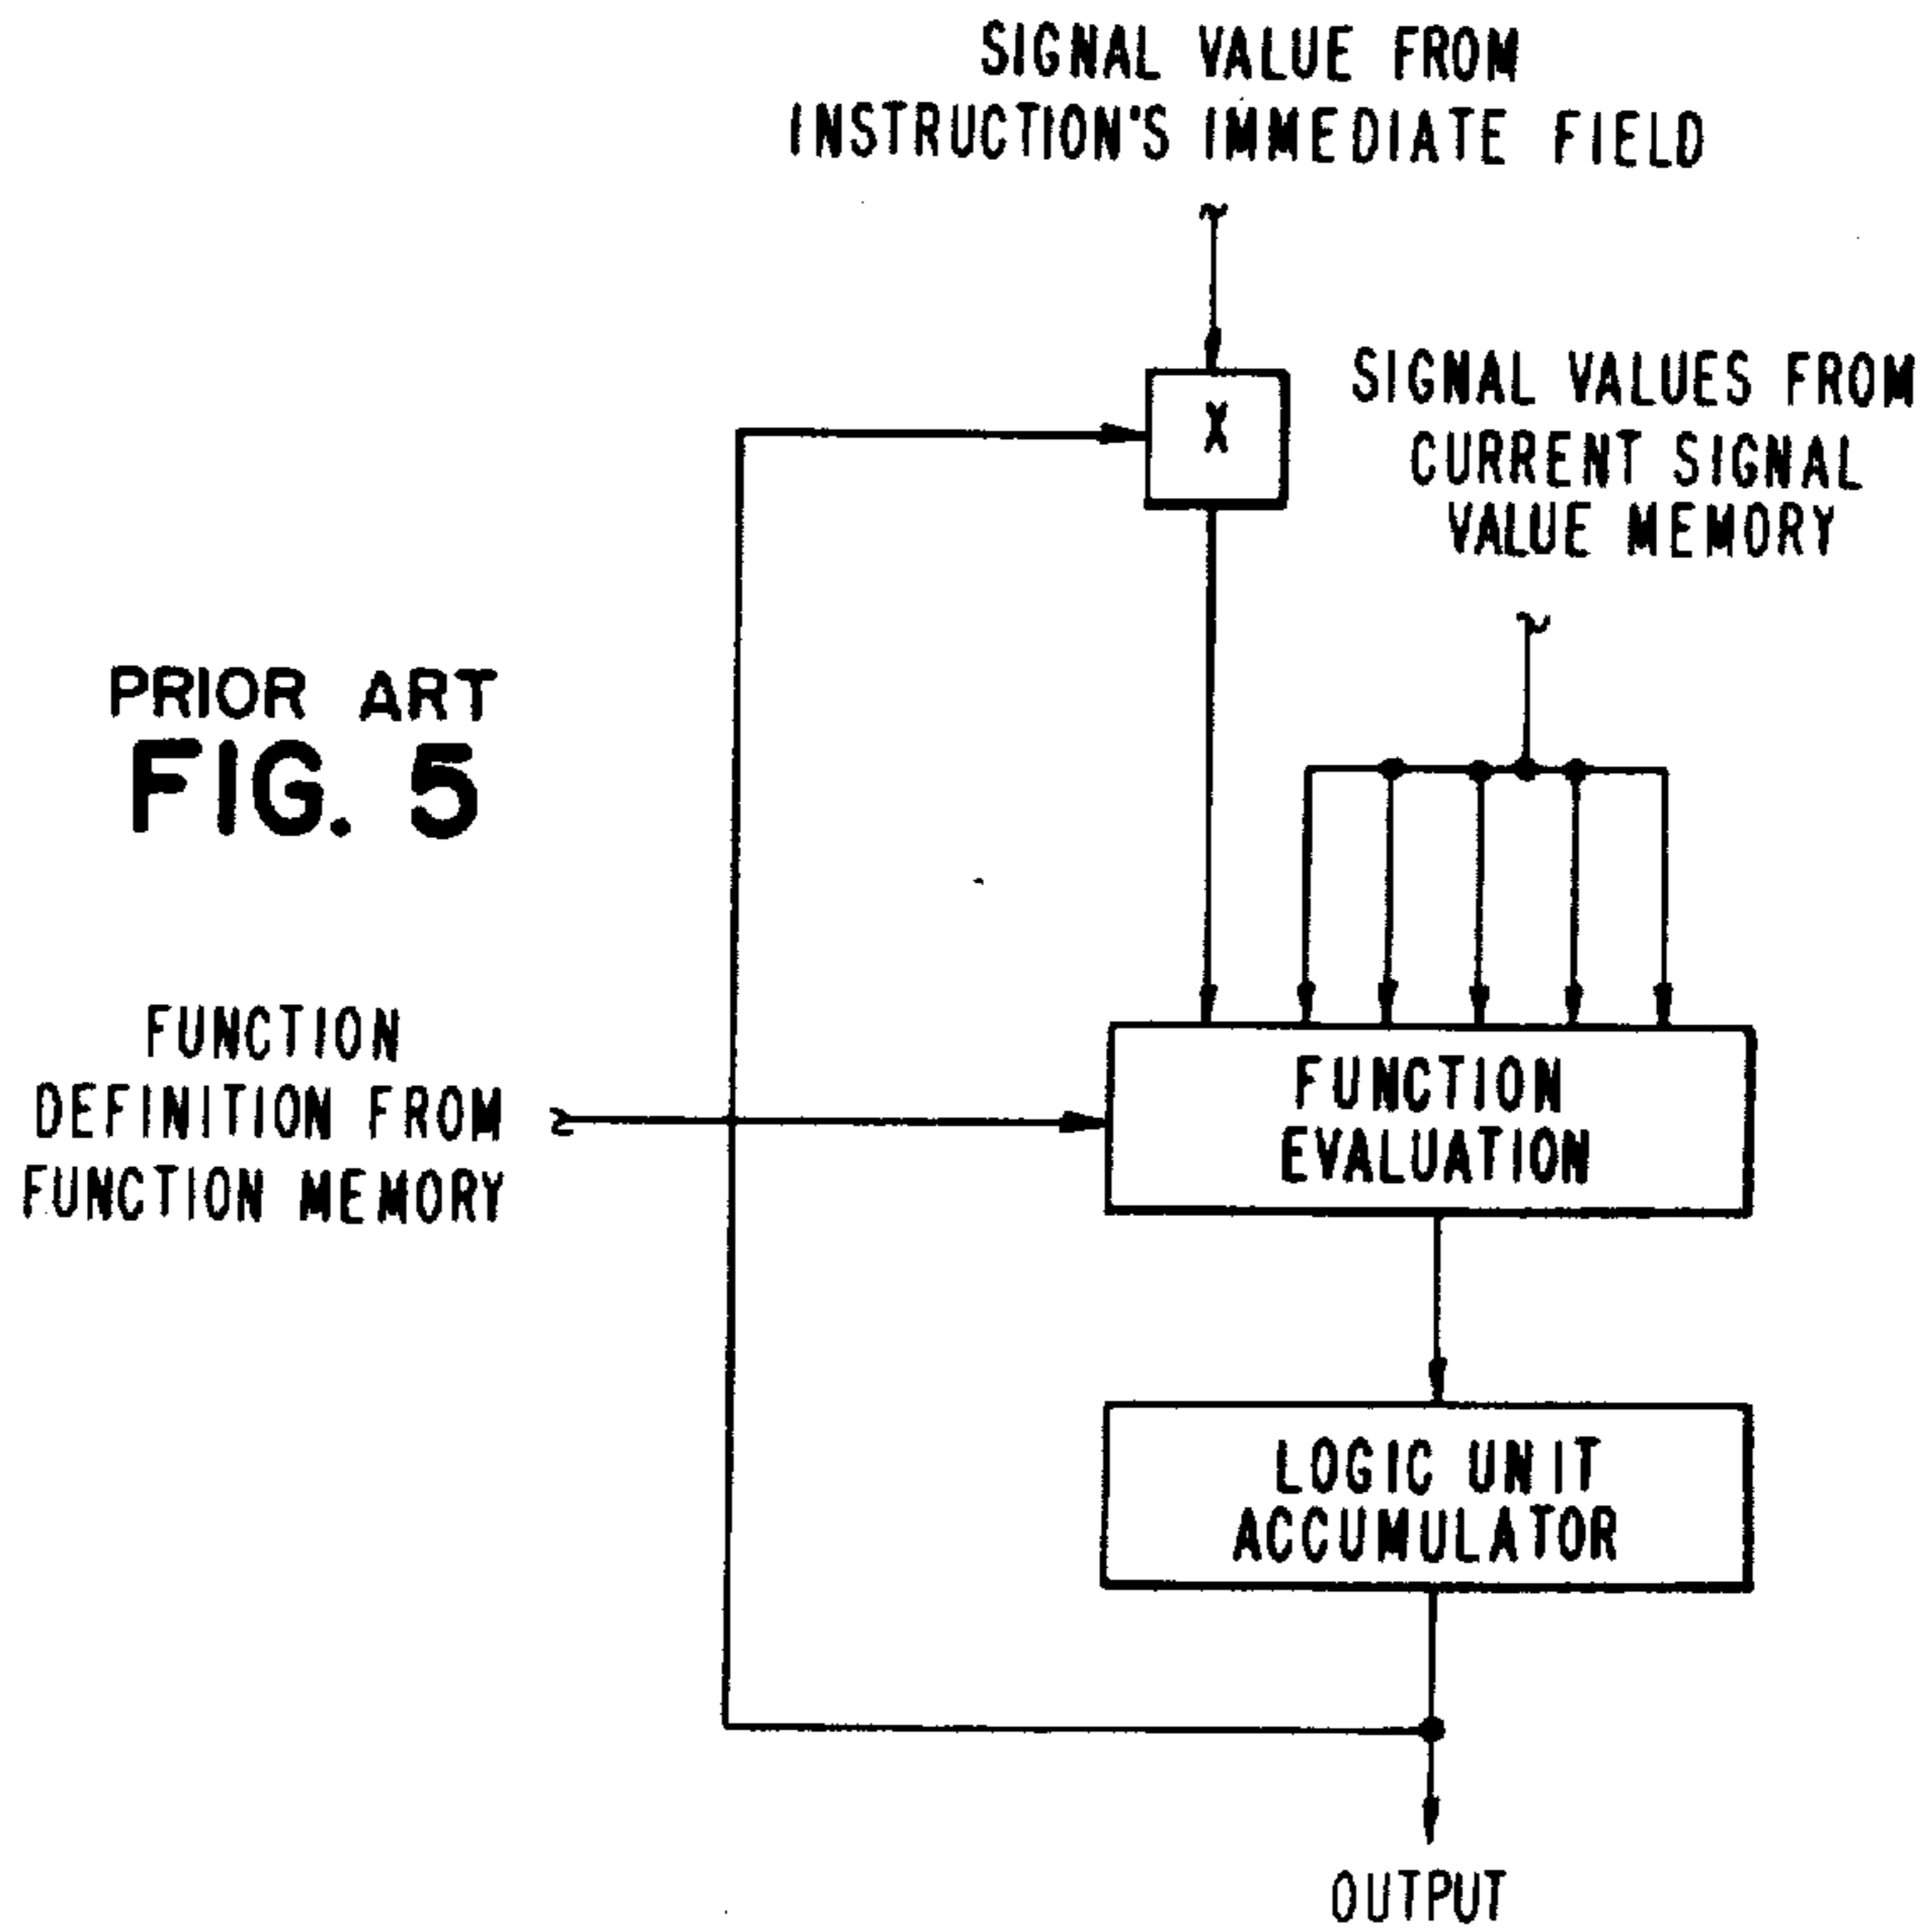 SIGNAL VALUE FROM
INSTRUCTION'S IMMEDIATE FIELD
X
SIGNAL VALUES FROM
CURRENT SIGNAL
VALUE MEMORY
PRIOR ART
FIG. 5
FUNCTION
DEFINITION FROM
FUNCTION MEMORY
FUNCTION
EVALUATION
LOGIC UNIT
ACCUMULATOR
OUTPUT